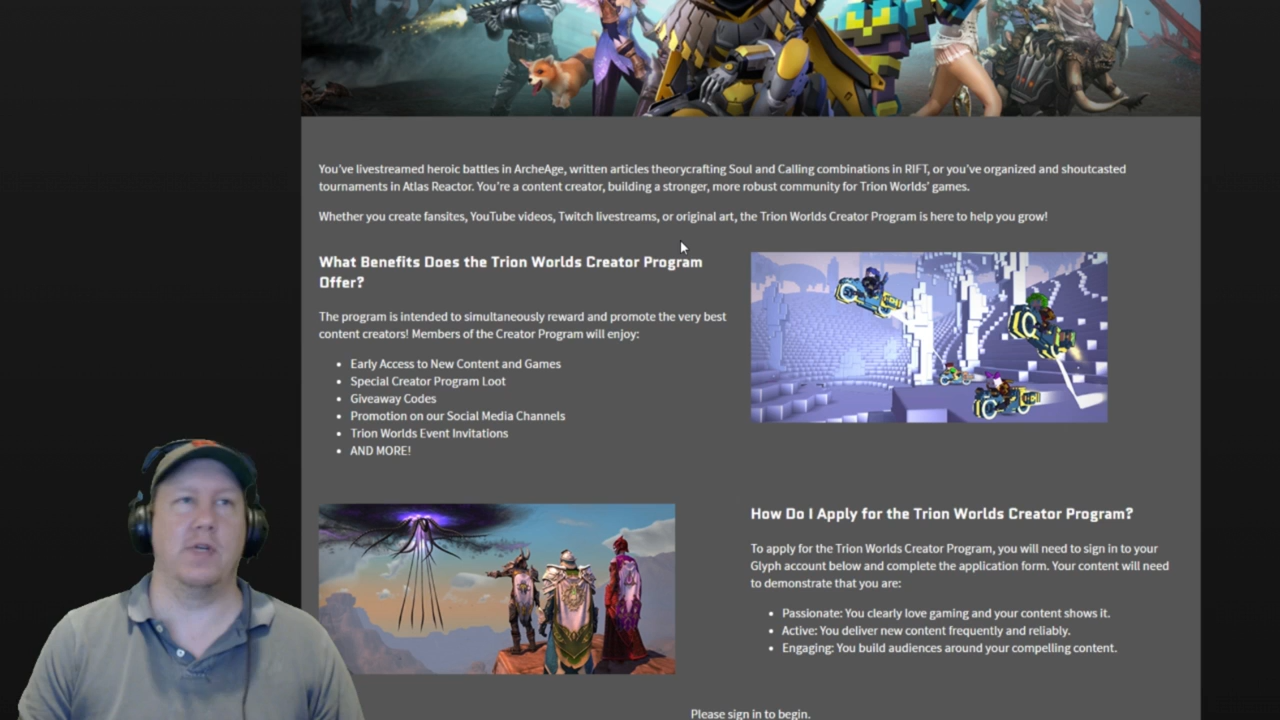 You've livestreamed heroic battles in ArcheAge, written articles theorycrafting Soul and Calling combinations in RIFT, or you've organized and shoutcasted
tournaments in Atlas Reactor. You're a content creator, building a stronger, more robust community for Trion Worlds' games.
Whether you create fansites, YouTube videos, Twitch livestreams, or original art, the Trion Worlds Creator Program is here to help you grow!
What Benefits Does the Trion Worlds Creator Program
Offer?
The program is intended to simultaneously reward and promote the very best
content creators! Members of the Creator Program will enjoy:
• Early Access to New Content and Games
• Special Creator Program Loot
• Giveaway Codes
• Promotion on our Social Media Channels
• Trion Worlds Event Invitations
• AND MORE!
How Do I Apply for the Trion Worlds Creator Program?
To apply for the Trion Worlds Creator Program, you will need to sign in to your
Glyph account below and complete the application form. Your content will need
to demonstrate that you are:
• Passionate: You clearly love gaming and your content shows it.
• Active: You deliver new content frequently and reliably.
• Engaging: You build audiences around your compelling content.
Please sign in to begin.